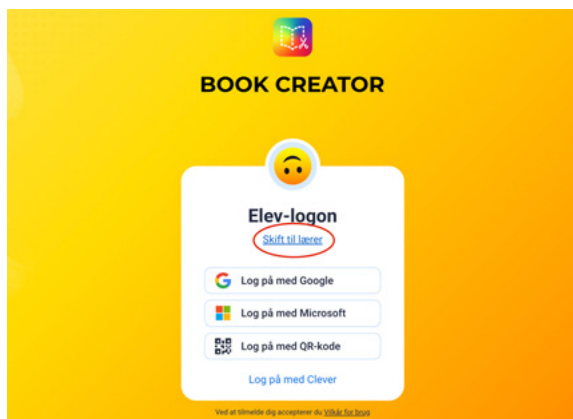 BOOK CREATOR
Elev-logon
Skift til lærer
Log på med Google
Log på med Microsoft
Log på med QR-kode
Log på med Clever
Ved at tilmelde dig accepterer du Vilkår for brug